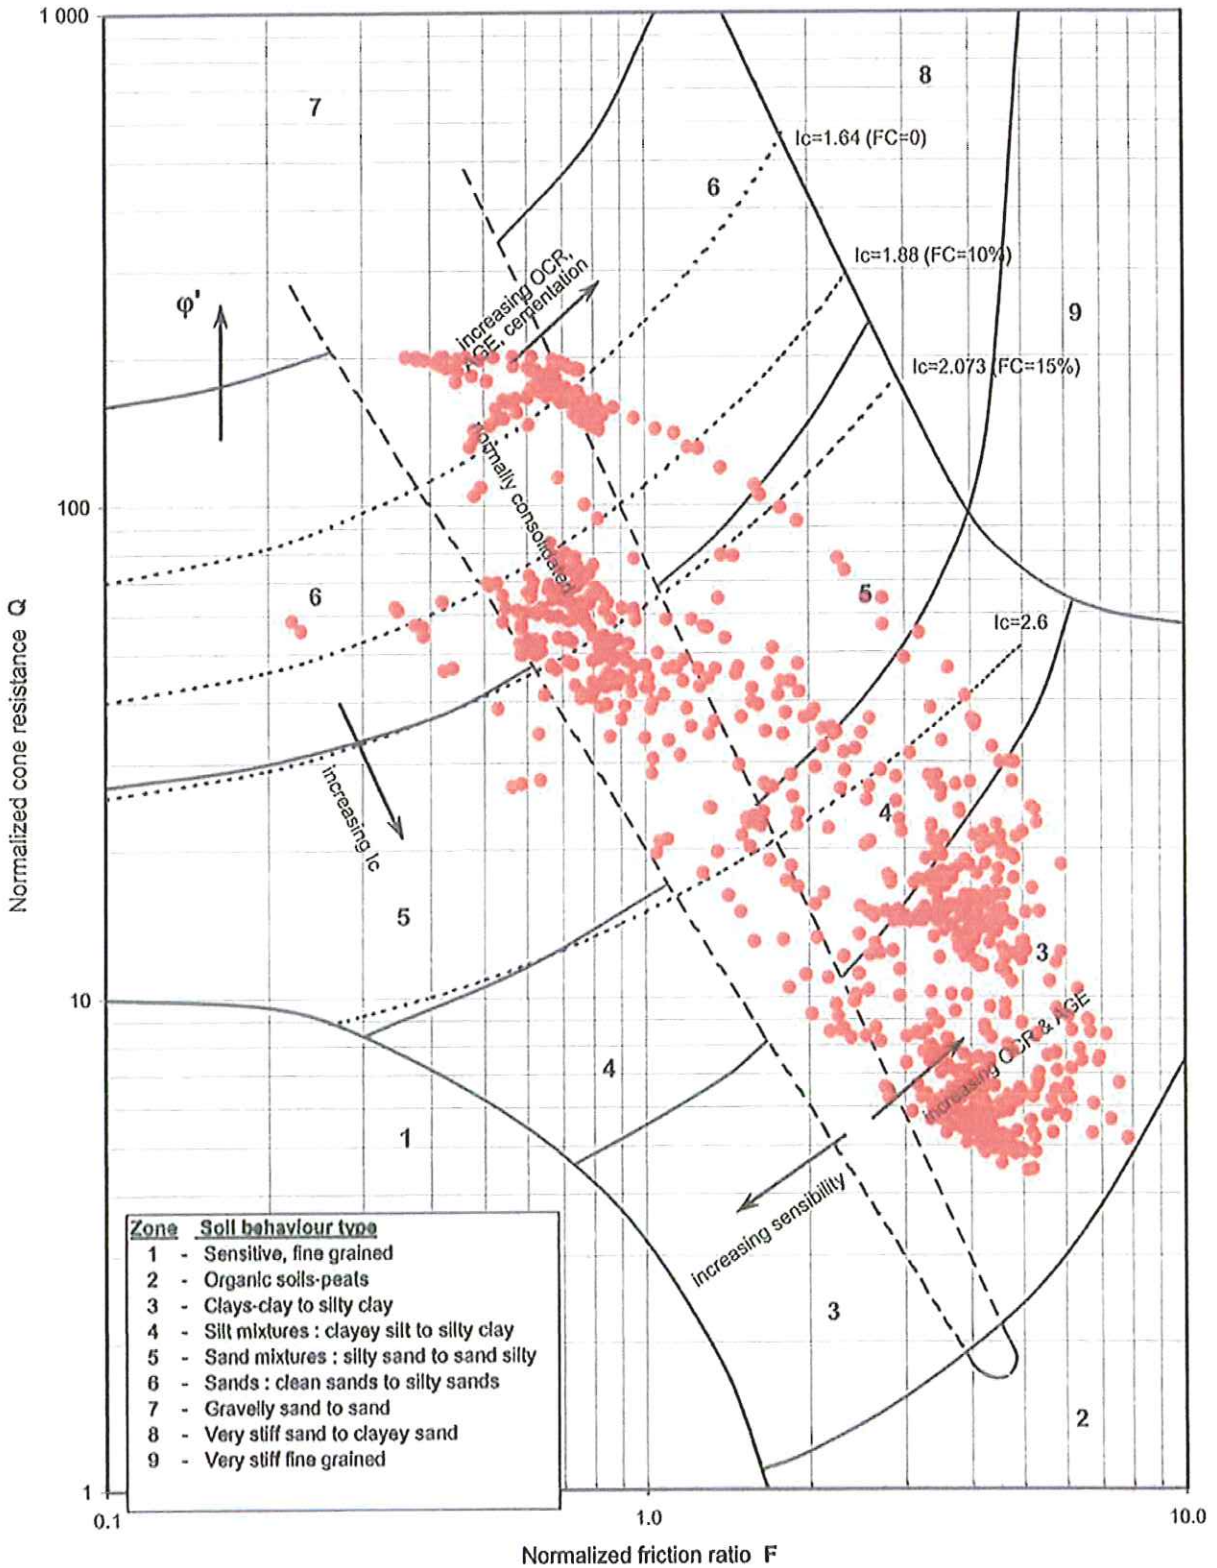 1 000
7
8
Ic=1.64 (FC=0)
6
Ic=1.88 (FC=10%)
increasing OCR,
AGE, cementation
φ'
9
Ic=2.073 (FC=15%)
normally consolidated
100
6
5
Ic=2.6
Normalized cone resistance Q
increasing Ic
4
5
3
10
increasing OCR & AGE
4
1
increasing sensibility
Zone Soil behaviour type
1 - Sensitive, fine grained
2 - Organic soils-peats
3 - Clays-clay to silty clay
4 - Silt mixtures : clayey silt to silty clay
5 - Sand mixtures : silly sand to sand silty
6 - Sands : clean sands to silty sands
7 - Gravelly sand to sand
8 - Very stiff sand to clayey sand
9 - Very stiff fine grained
3
2
1
0.1
1.0
10.0
Normalized friction ratio F